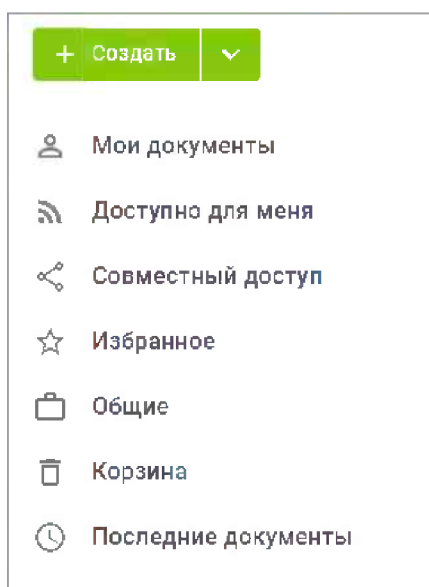 Создать
Мои документы
Доступно для меня
Совместный доступ
Избранное
Общие
Корзина
Последние документы